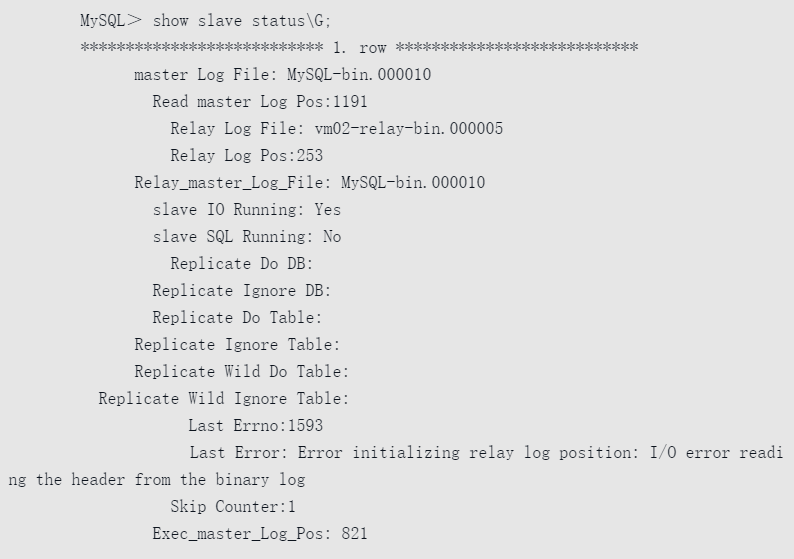 MySQL＞ show slave status\G;
*************************** 1. row ***************************
master Log File: MySQL-bin.000010
Read master Log Pos:1191
Relay Log File: vm02-relay-bin.000005
Relay Log Pos:253
Relay_master_Log_File: MySQL-bin.000010
slave IO Running: Yes
slave SQL Running: No
Replicate Do DB:
Replicate Ignore DB:
Replicate Do Table:
Replicate Ignore Table:
Replicate Wild Do Table:
Replicate Wild Ignore Table:
Last Errno:1593
Last Error: Error initializing relay log position: I/O error readi
ng the header from the binary log
Skip Counter:1
Exec_master_Log_Pos: 821